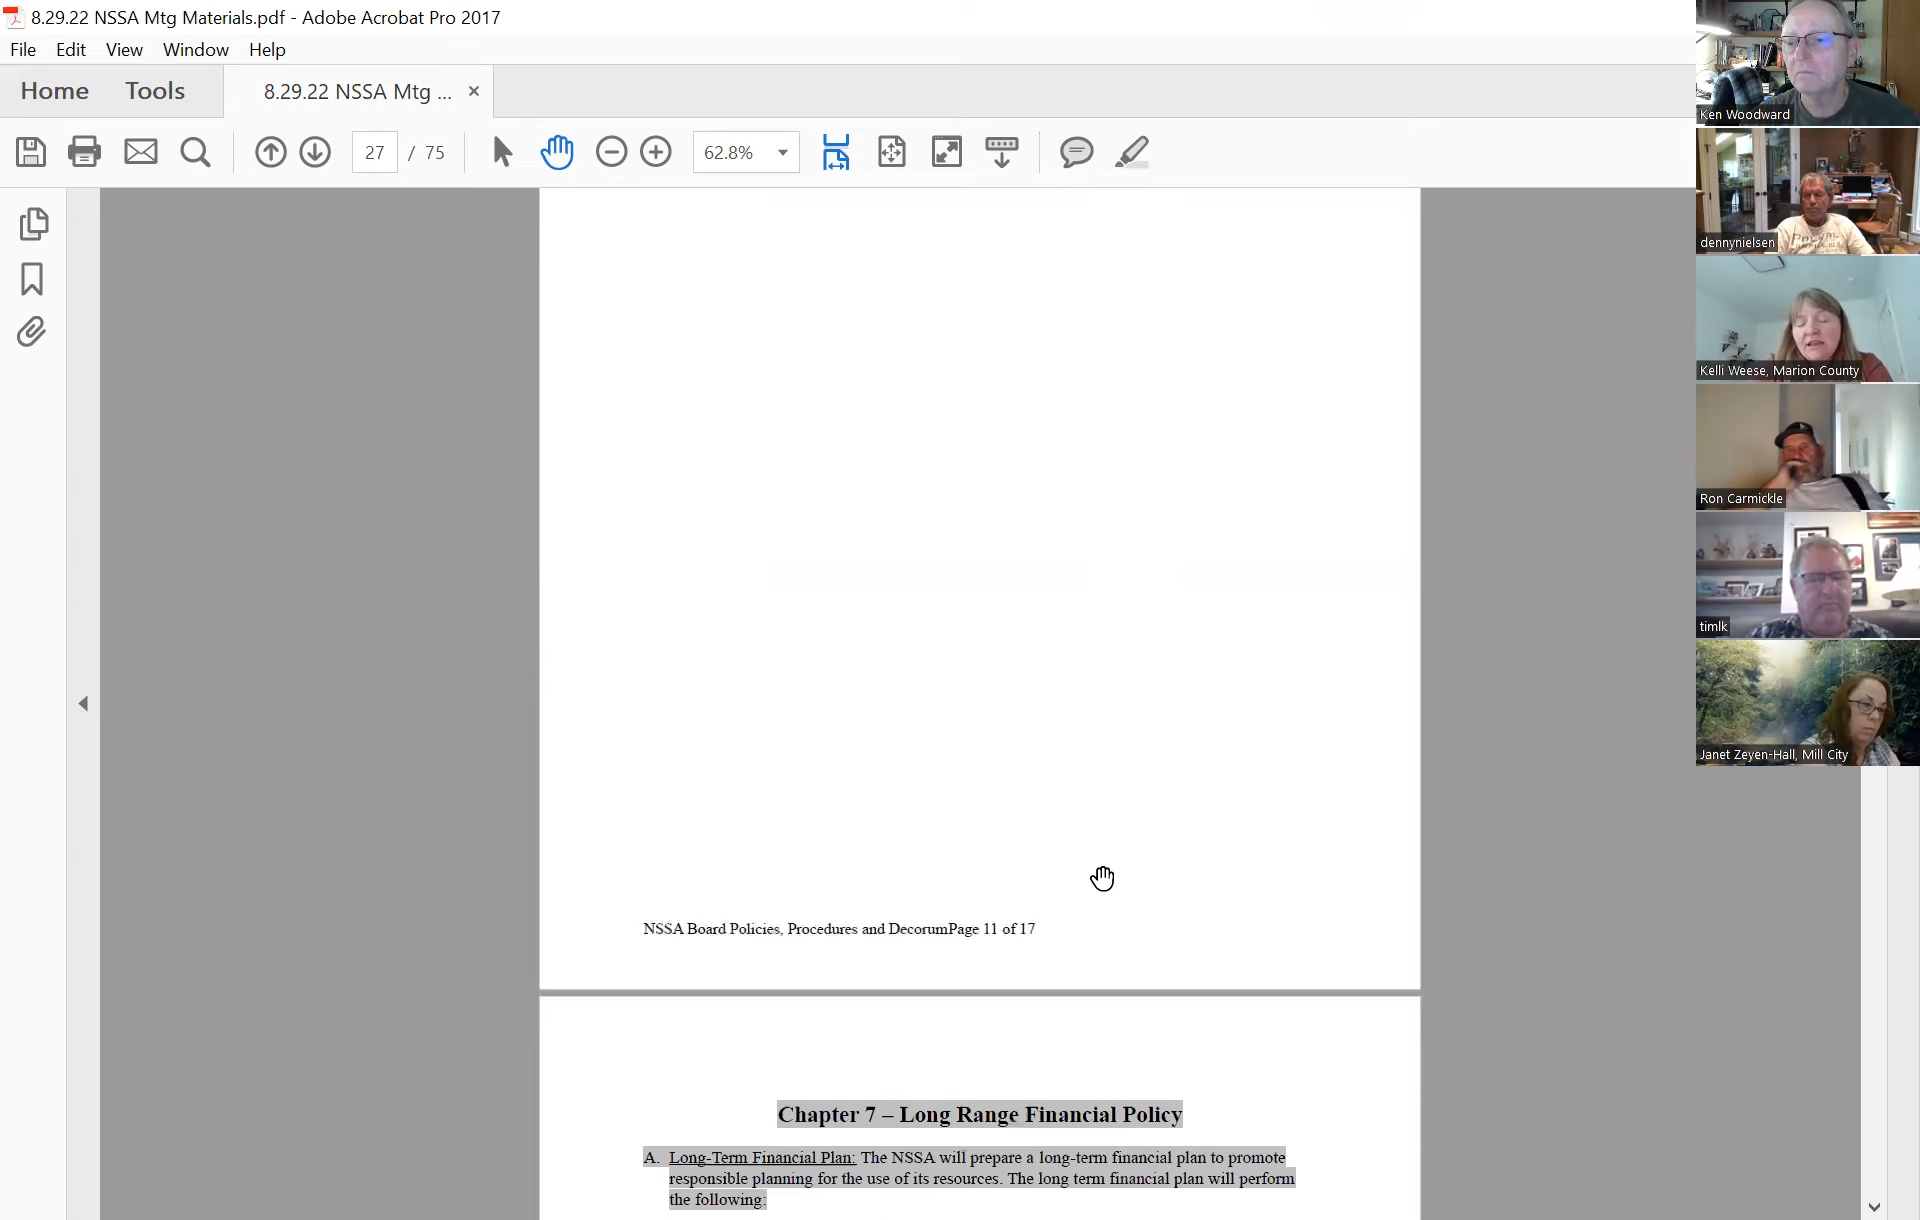 8.29.22 NSSA Mtg Materials.pdf - Adobe Acrobat Pro 2017
File Edit View Window Help
Home Tools 8.29.22 NSSA Mtg ... ×
27 / 75 62.8%
Ken Woodward
dennynielsen
Kelli Weese, Marion County
Ron Carmickle
timlk
Janet Zeyen-Hall, Mill City
NSSA Board Policies, Procedures and DecorumPage 11 of 17
Chapter 7 – Long Range Financial Policy
A. Long-Term Financial Plan: The NSSA will prepare a long-term financial plan to promote
responsible planning for the use of its resources. The long term financial plan will perform
the following: